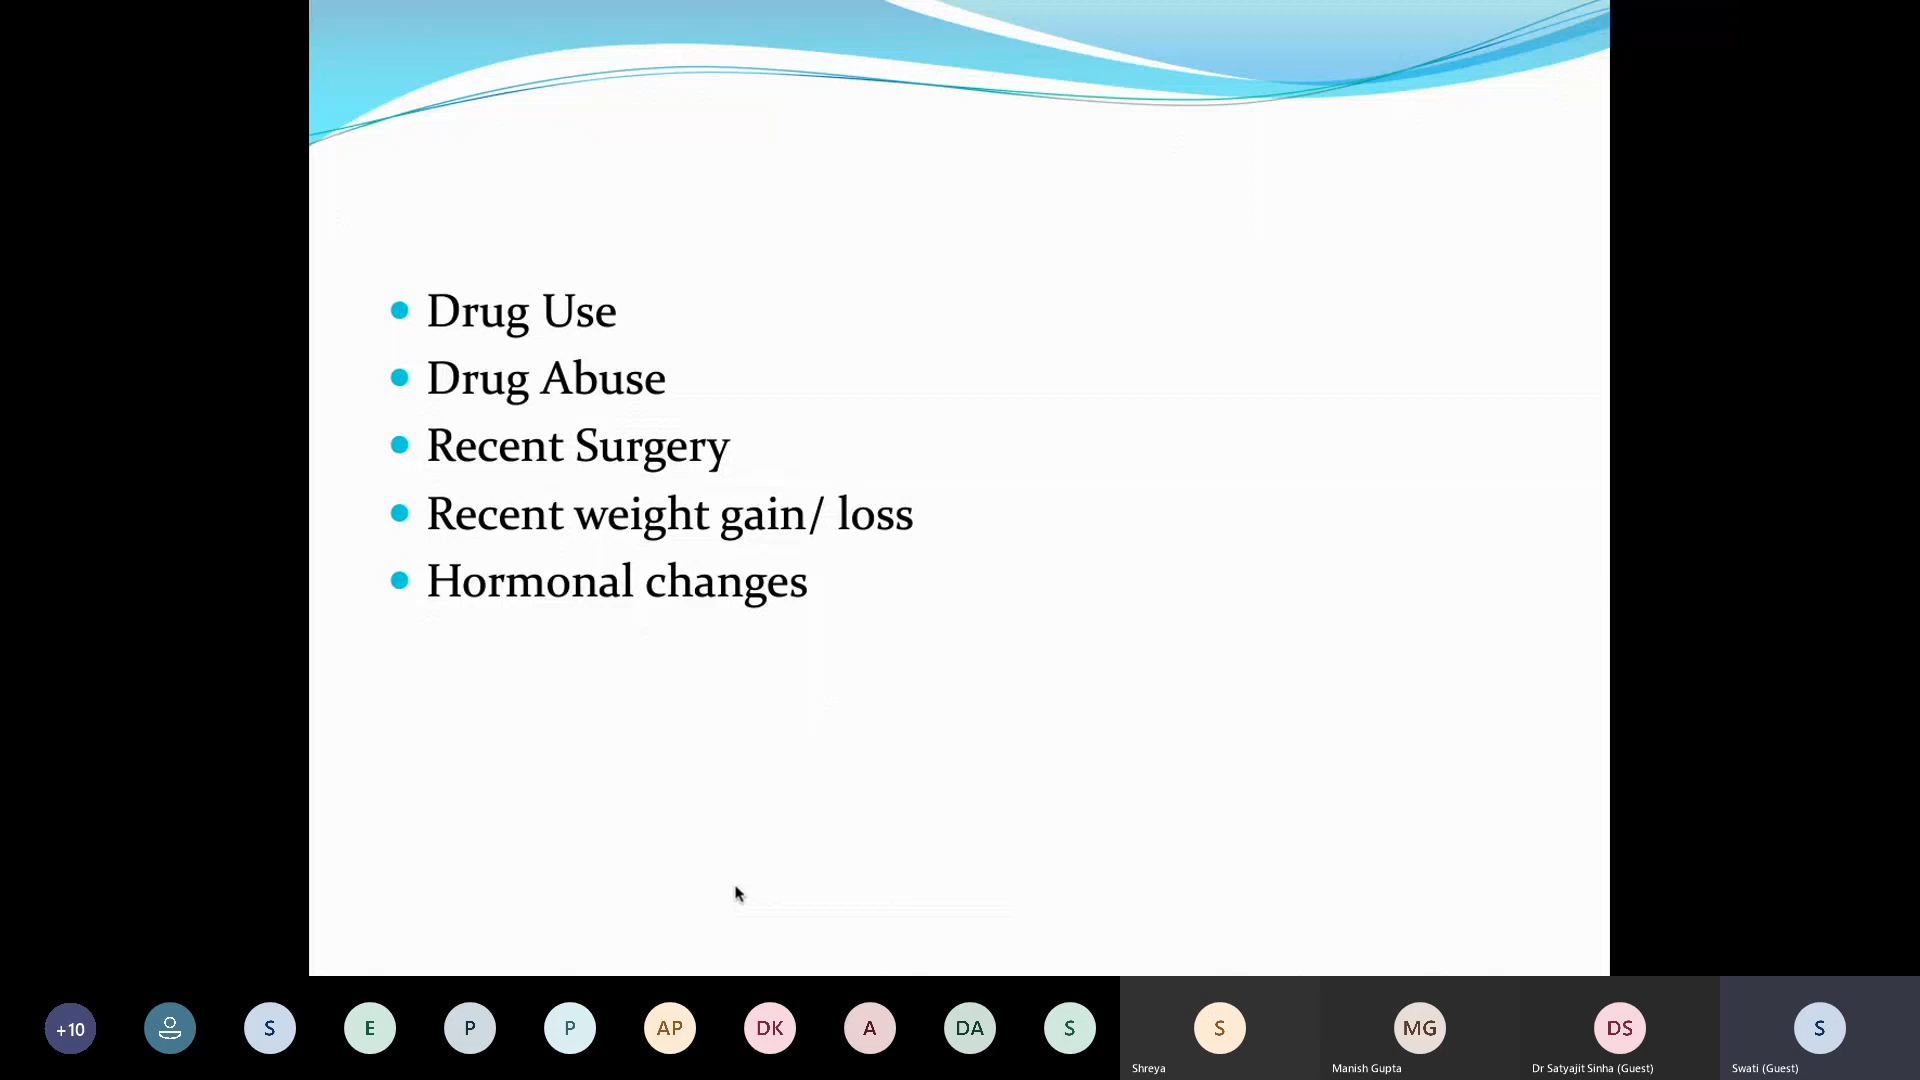 Drug Use
Drug Abuse
Recent Surgery
Recent weight gain/ loss
Hormonal changes
+10
S
E
P
P
AP
DK
A
DA
S
S
MG
DS
S
Shreya
Manish Gupta
Dr Satyajit Sinha (Guest)
Swati (Guest)